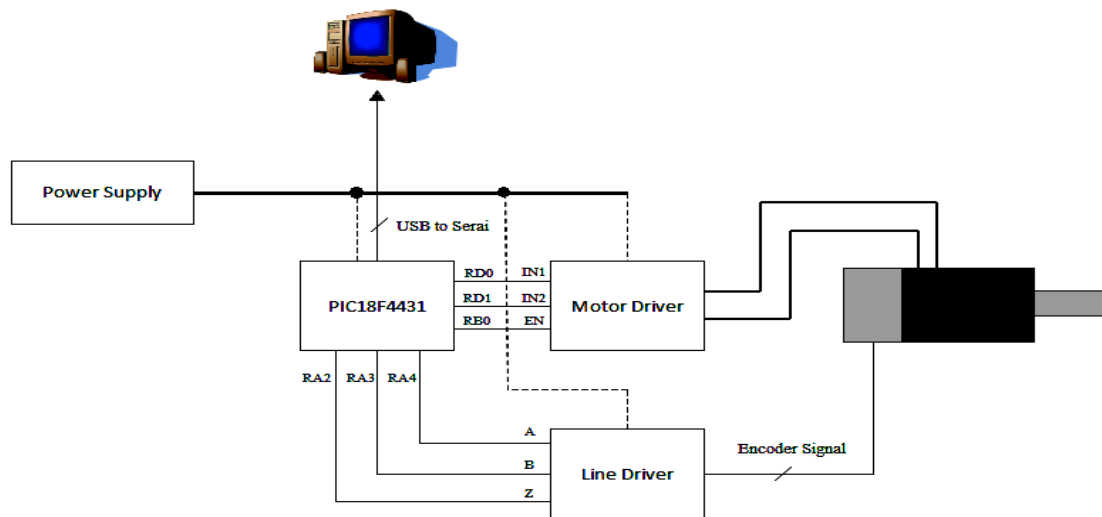 Power Supply
USB to Serai
RD0 IN1
PIC18F4431
RD1 IN2
Motor Driver
RB0 EN
RA2 RA3 RA4
A
Encoder Signal
B
Line Driver
Z